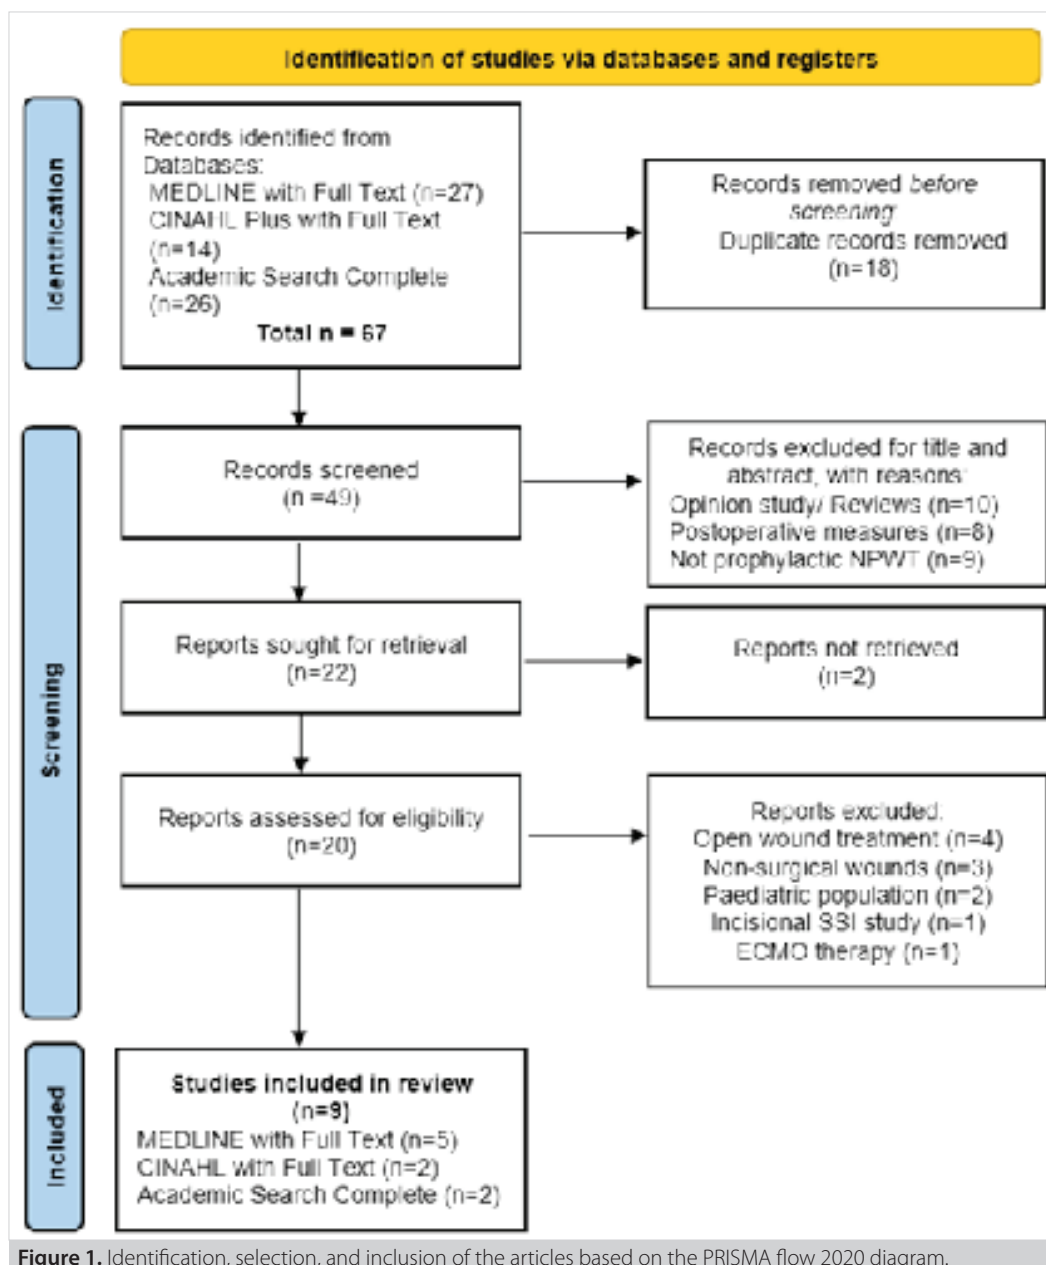 Identification of studies via databases and registers
Identification
Records identified from
Databases:
MEDLINE with Full Text (n=27)
CINAHL Plus with Full Text
(n=14)
Academic Search Complete
(n=26)
Total n = 67
Records removed before
screening:
Duplicate records removed
(n=18)
Screening
Records screened
(n =49)
Records excluded for title and
abstract, with reasons:
Opinion study/ Reviews (n=10)
Postoperative measures (n=8)
Not prophylactic NPWT (n=9)
Reports sought for retrieval
(n=22)
Reports not retrieved
(n=2)
Reports assessed for eligibility
(n=20)
Reports excluded:
Open wound treatment (n=4)
Non-surgical wounds (n=3)
Paediatric population (n=2)
Incisional SSI study (n=1)
ECMO therapy (n=1)
Included
Studies included in review
(n=9)
MEDLINE with Full Text (n=5)
CINAHL with Full Text (n=2)
Academic Search Complete (n=2)
Figure 1. Identification, selection, and inclusion of the articles based on the PRISMA flow 2020 diagram.